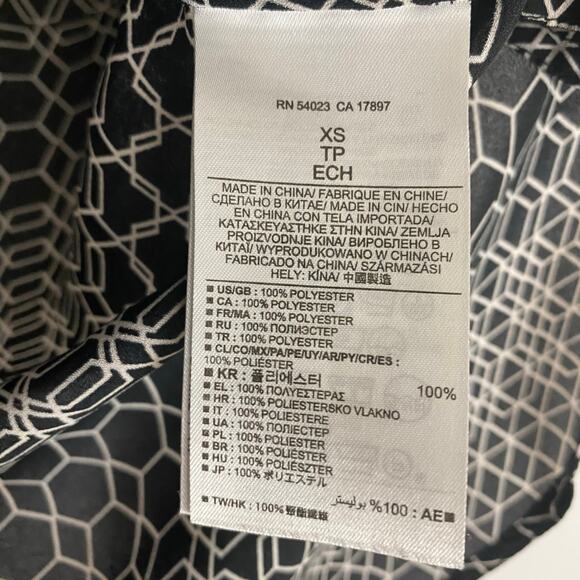 RN 54023 CA 17897
XS
TP
ECH
MADE IN CHINA/ FABRIQUE EN CHINE/
СДЕЛАНО В КИТАЕ/ MADE IN CIN/ HECHO
EN CHINA CON TELA IMPORTADA/
ΚΑΤΑΣΚΕΥΑΣΤΗΚΕ ΣΤΗΝ ΚΙΝΑ/ ZEMLJA
PROIZVODNJE KINA/ ВИРОБЛЕНО В
КИТАЇ/ WYPRODUKOWANO W CHINACH/
FABRICADO NA CHINA/ SZÁRMAZÁSI
HELY: KÍNA/ 中國製造
US/GB : 100% POLYESTER
CA : 100% POLYESTER
FR/MA : 100% POLYESTER
RU : 100% ПОЛИЭСТЕР
TR : 100% POLYESTER
CL/CO/MX/PA/PE/UY/AR/PY/CR/ES :
100% POLIÉSTER
KR : 폴리에스터 100%
EL : 100% ΠΟΛΥΕΣΤΕΡΑΣ
HR : 100% POLIESTERSKO VLAKNO
IT : 100% POLIESTERE
UA : 100% ПОЛІЕСТЕР
PL : 100% POLIESTER
BR : 100% POLIÉSTER
HU : 100% POLIÉSZTER
JP : 100% ポリエステル
AE : 100% بوليستر
TW/HK : 100% 聚酯纖維